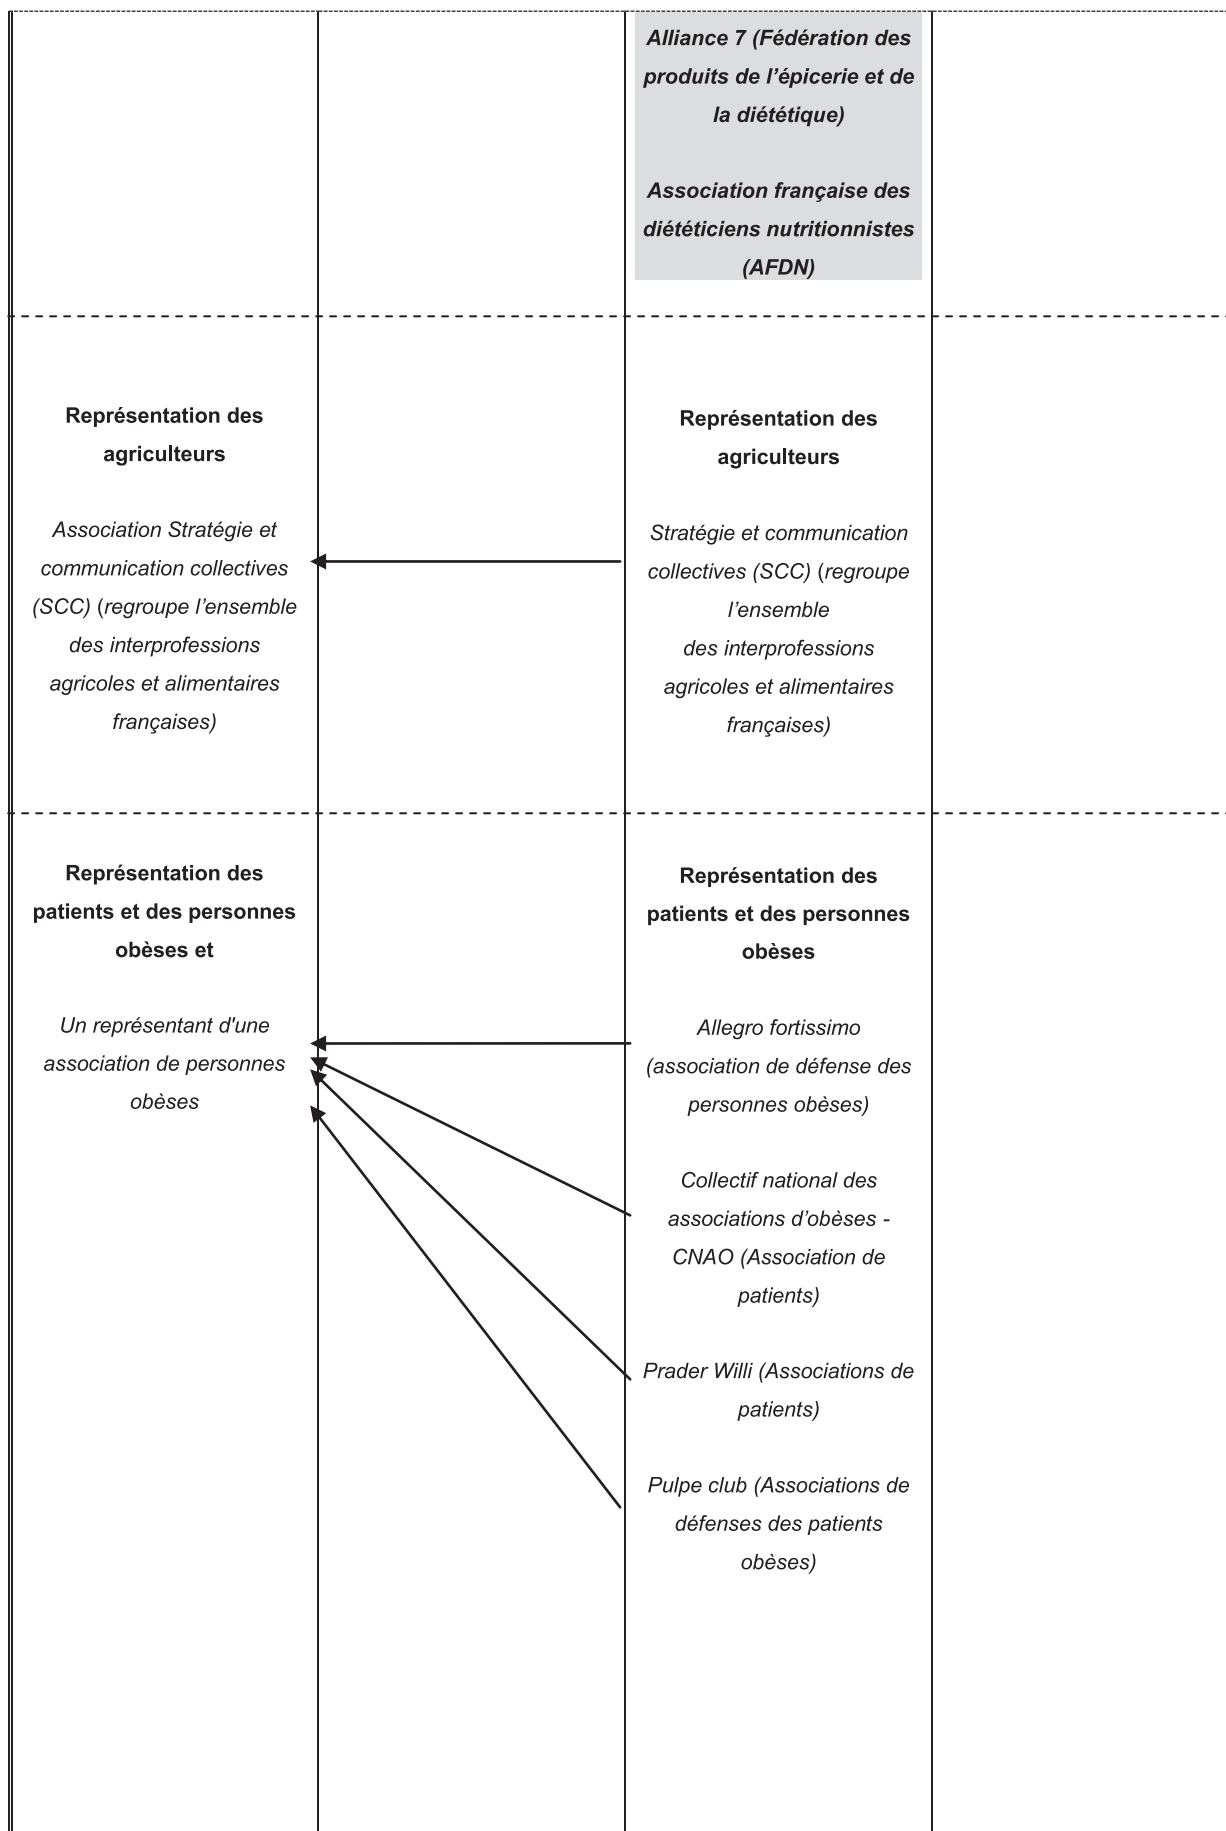 Alliance 7 (Fédération des
produits de l’épicerie et de
la diététique)
Association française des
diététiciens nutritionnistes
(AFDN)
Représentation des
agriculteurs
Association Stratégie et
communication collectives
(SCC) (regroupe l’ensemble
des interprofessions
agricoles et alimentaires
françaises)
Représentation des
agriculteurs
Stratégie et communication
collectives (SCC) (regroupe
l’ensemble
des interprofessions
agricoles et alimentaires
françaises)
Représentation des
patients et des personnes
obèses et
Un représentant d'une
association de personnes
obèses
Représentation des
patients et des personnes
obèses
Allegro fortissimo
(association de défense des
personnes obèses)
Collectif national des
associations d’obèses -
CNAO (Association de
patients)
Prader Willi (Associations de
patients)
Pulpe club (Associations de
défenses des patients
obèses)